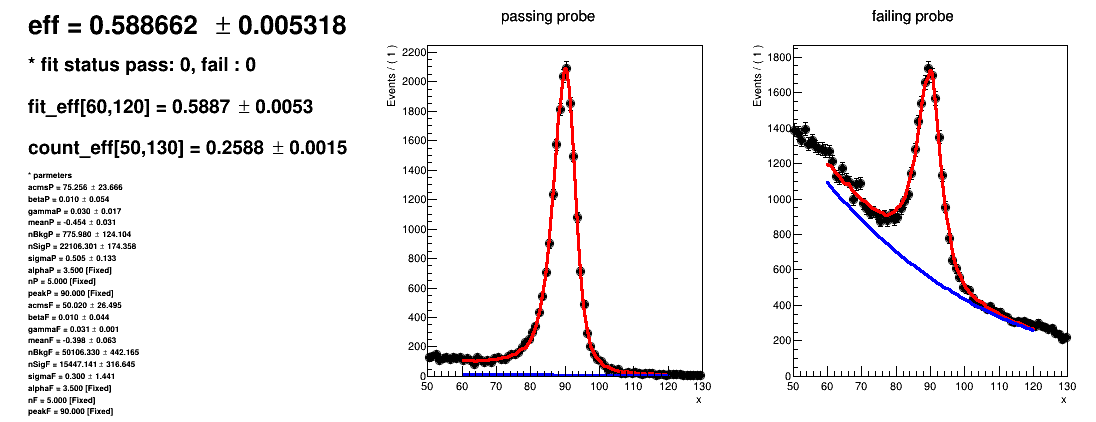 eff = 0.588662 ± 0.005318
* fit status pass: 0, fail : 0
fit_eff[60,120] = 0.5887 ± 0.0053
count_eff[50,130] = 0.2588 ± 0.0015
* parmeters
acmsP = 75.256 ± 23.666
betaP = 0.010 ± 0.054
gammaP = 0.030 ± 0.017
meanP = -0.454 ± 0.031
nBkgP = 775.980 ± 124.104
nSigP = 22106.301 ± 174.358
sigmaP = 0.505 ± 0.133
alphaP = 3.500 [Fixed]
nP = 5.000 [Fixed]
peakP = 90.000 [Fixed]
acmsF = 50.020 ± 26.495
betaF = 0.010 ± 0.044
gammaF = 0.031 ± 0.001
meanF = -0.398 ± 0.063
nBkgF = 50106.330 ± 442.165
nSigF = 15447.141 ± 316.645
sigmaF = 0.300 ± 1.441
alphaF = 3.500 [Fixed]
nF = 5.000 [Fixed]
peakF = 90.000 [Fixed]
passing probe
Events / ( 1 )
2200
2000
1800
1600
1400
1200
1000
800
600
400
200
0
50 60 70 80 90 100 110 120 130
x
failing probe
Events / ( 1 )
1800
1600
1400
1200
1000
800
600
400
200
0
50 60 70 80 90 100 110 120 130
x